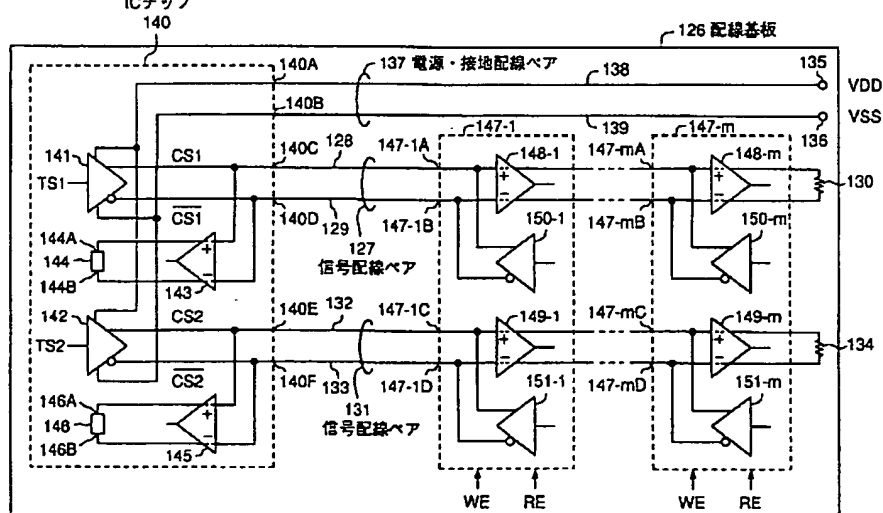 ICチップ
140
126 配線基板
140A
137 電源・接地配線ペア
138
135
VDD
140B
139
VSS
136
141
CS1
140C
128
147-1A
147-1
148-1
147-mA
147-m
148-m
TS1
130
CS1
140D
129
147-1B
150-1
147-mB
150-m
127
信号配線ペア
144A
144
144B
143
142
CS2
140E
132
147-1C
149-1
147-mC
149-m
TS2
134
CS2
140F
133
147-1D
151-1
147-mD
151-m
131
信号配線ペア
146A
146
146B
145
WE
RE
WE
RE